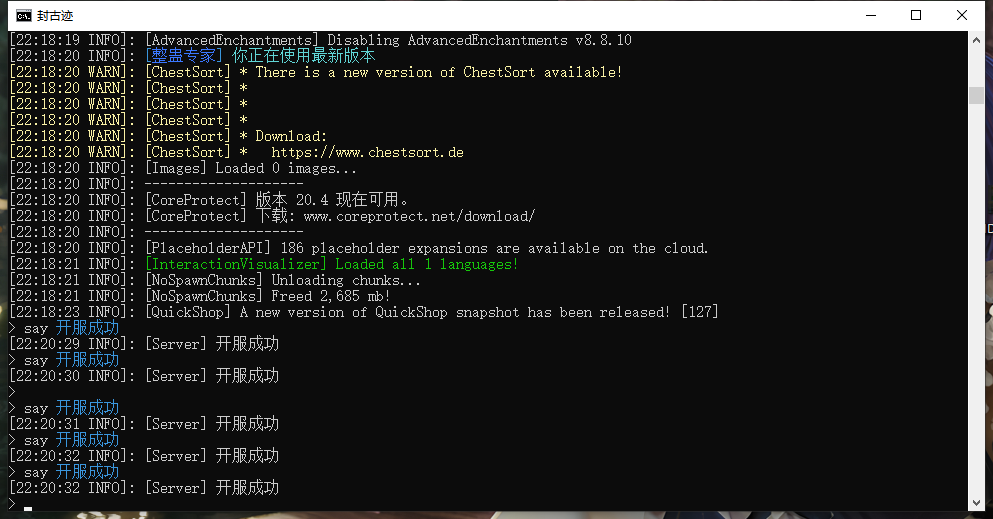 封古迹
[22:18:19 INFO]: [AdvancedEnchantments] Disabling AdvancedEnchantments v8.8.10
[22:18:20 INFO]: [整蛊专家] 你正在使用最新版本
[22:18:20 WARN]: [ChestSort] * There is a new version of ChestSort available!
[22:18:20 WARN]: [ChestSort] *
[22:18:20 WARN]: [ChestSort] *
[22:18:20 WARN]: [ChestSort] *
[22:18:20 WARN]: [ChestSort] * Download:
[22:18:20 WARN]: [ChestSort] *   https://www.chestsort.de
[22:18:20 INFO]: [Images] Loaded 0 images...
[22:18:20 INFO]: --------------------
[22:18:20 INFO]: [CoreProtect] 版本 20.4 现在可用。
[22:18:20 INFO]: [CoreProtect] 下载: www.coreprotect.net/download/
[22:18:20 INFO]: --------------------
[22:18:20 INFO]: [PlaceholderAPI] 186 placeholder expansions are available on the cloud.
[22:18:21 INFO]: [InteractionVisualizer] Loaded all 1 languages!
[22:18:21 INFO]: [NoSpawnChunks] Unloading chunks...
[22:18:21 INFO]: [NoSpawnChunks] Freed 2,685 mb!
[22:18:23 INFO]: [QuickShop] A new version of QuickShop snapshot has been released! [127]
> say 开服成功
[22:20:29 INFO]: [Server] 开服成功
> say 开服成功
[22:20:30 INFO]: [Server] 开服成功
>
> say 开服成功
[22:20:31 INFO]: [Server] 开服成功
> say 开服成功
[22:20:32 INFO]: [Server] 开服成功
> say 开服成功
[22:20:32 INFO]: [Server] 开服成功
>